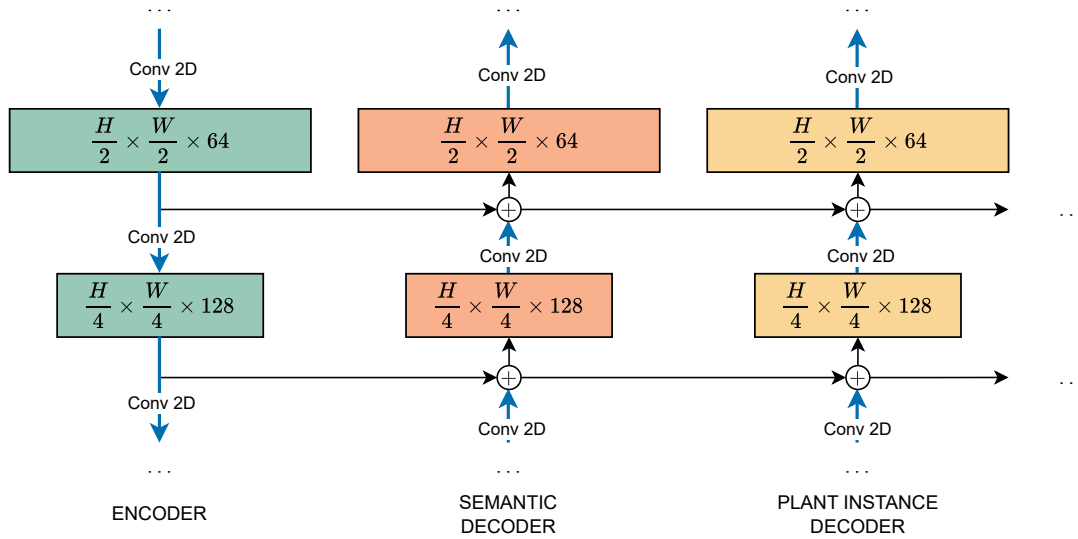 ... ... ...
Conv 2D Conv 2D Conv 2D
H/2 × W/2 × 64 H/2 × W/2 × 64 H/2 × W/2 × 64
+ + ..
Conv 2D Conv 2D Conv 2D
H/4 × W/4 × 128 H/4 × W/4 × 128 H/4 × W/4 × 128
+ + ..
Conv 2D Conv 2D Conv 2D
... ... ...
ENCODER
SEMANTIC
DECODER
PLANT INSTANCE
DECODER